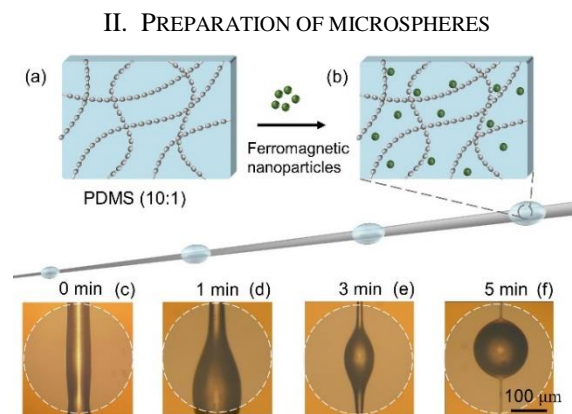 II. PREPARATION OF MICROSPHERES
(a)
(b)
Ferromagnetic
nanoparticles
PDMS (10:1)
0 min (c)
1 min (d)
3 min (e)
5 min (f)
100 μm